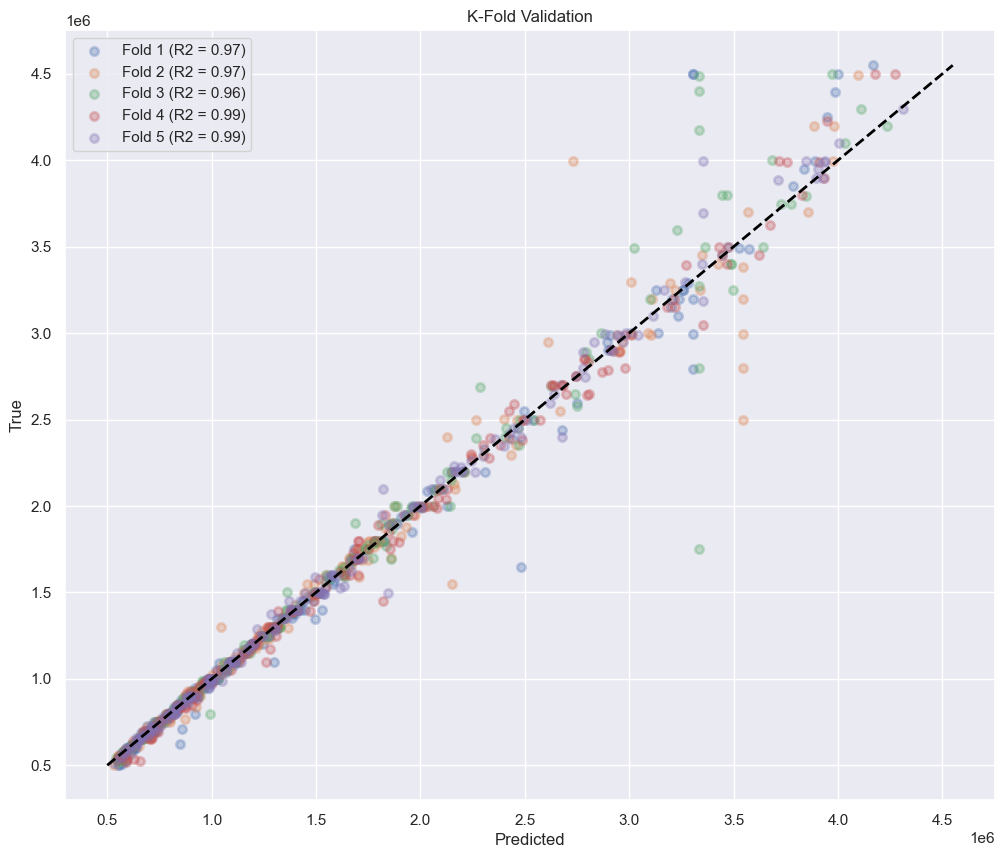 K-Fold Validation
1e6
Fold 1 (R2 = 0.97)
Fold 2 (R2 = 0.97)
Fold 3 (R2 = 0.96)
Fold 4 (R2 = 0.99)
Fold 5 (R2 = 0.99)
4.5
4.0
3.5
3.0
2.5
2.0
1.5
1.0
0.5
True
0.5 1.0 1.5 2.0 2.5 3.0 3.5 4.0 4.5
Predicted
1e6